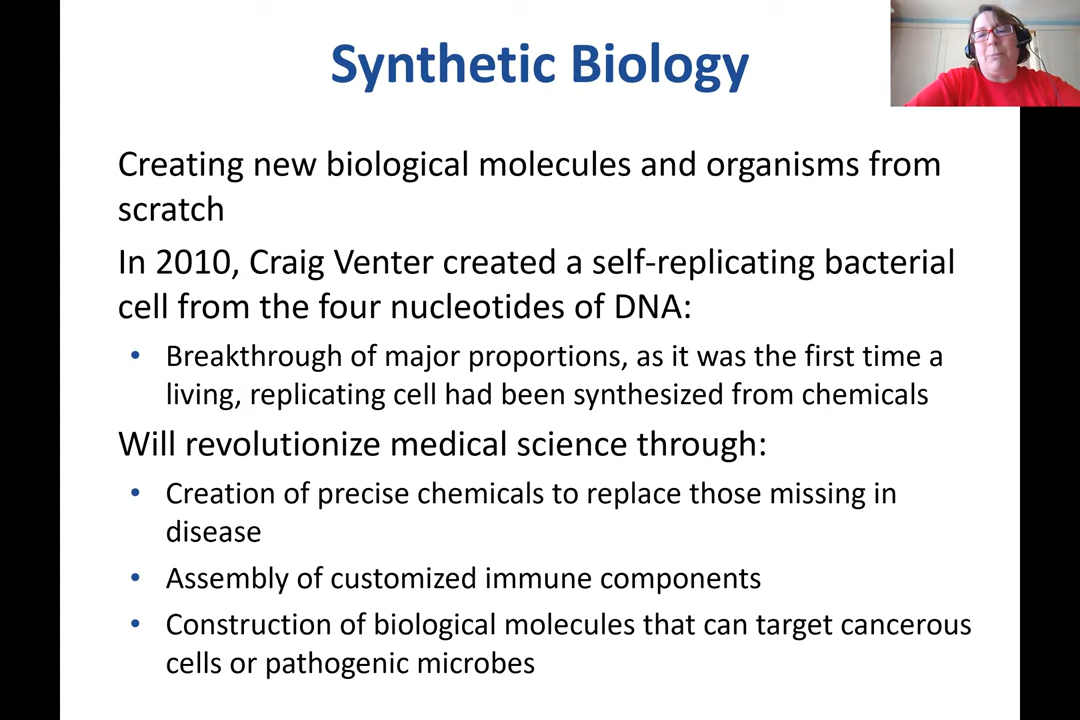 Synthetic Biology
Creating new biological molecules and organisms from
scratch
In 2010, Craig Venter created a self-replicating bacterial
cell from the four nucleotides of DNA:
• Breakthrough of major proportions, as it was the first time a
living, replicating cell had been synthesized from chemicals
Will revolutionize medical science through:
• Creation of precise chemicals to replace those missing in
disease
• Assembly of customized immune components
• Construction of biological molecules that can target cancerous
cells or pathogenic microbes